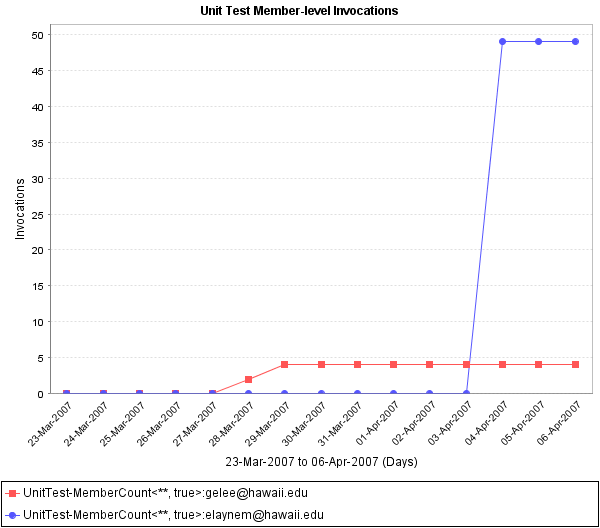 Unit Test Member-level Invocations
50
45
40
35
30
25
20
15
10
5
0
Invocations
23-Mar-2007
24-Mar-2007
25-Mar-2007
26-Mar-2007
27-Mar-2007
28-Mar-2007
29-Mar-2007
30-Mar-2007
31-Mar-2007
01-Apr-2007
02-Apr-2007
03-Apr-2007
04-Apr-2007
05-Apr-2007
06-Apr-2007
23-Mar-2007 to 06-Apr-2007 (Days)
UnitTest-MemberCount<**, true>:gelee@hawaii.edu
UnitTest-MemberCount<**, true>:elaynem@hawaii.edu